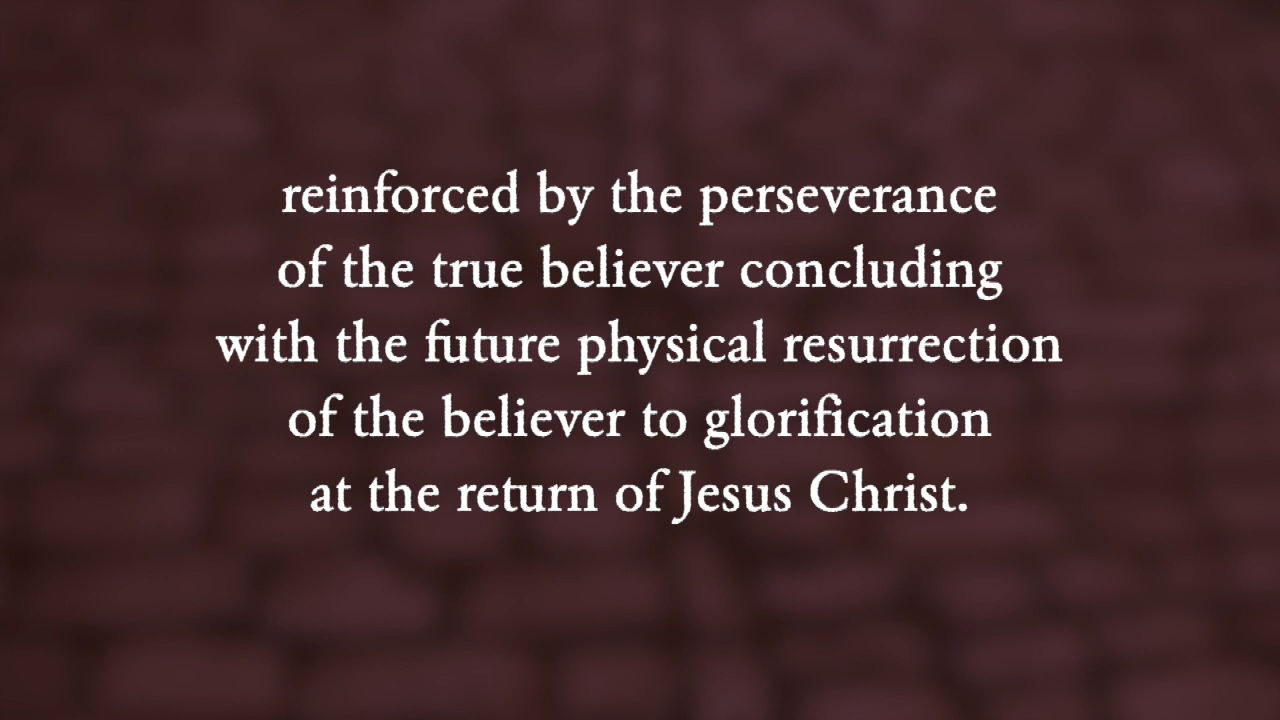 reinforced by the perseverance
of the true believer concluding
with the future physical resurrection
of the believer to glorification
at the return of Jesus Christ.